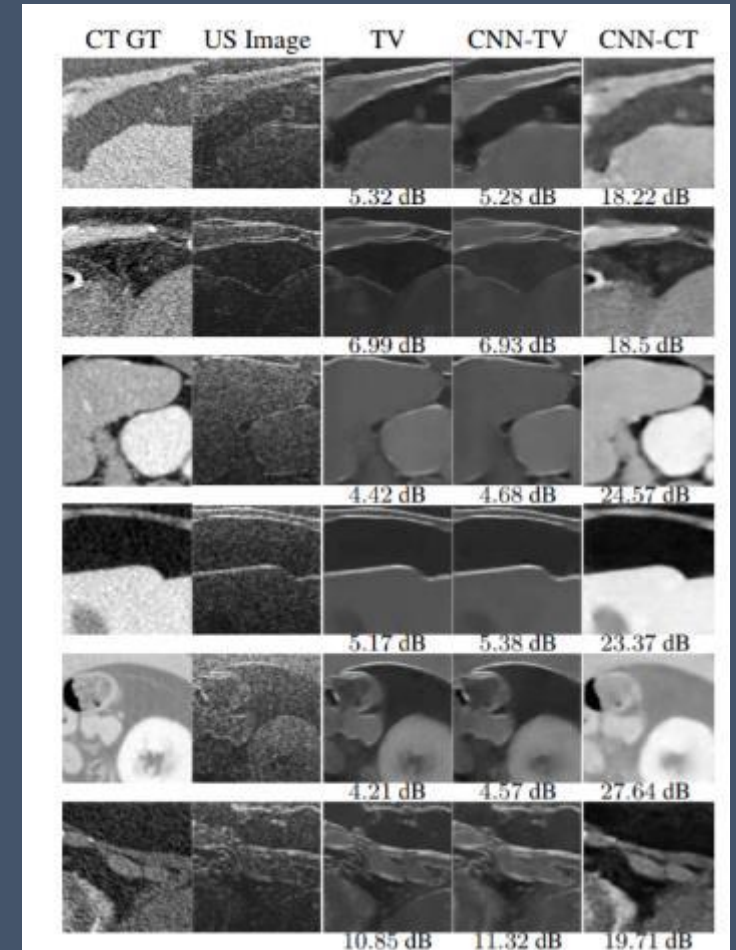 CT GT US Image TV CNN-TV CNN-CT
5.32 dB 5.28 dB 18.22 dB
6.99 dB 6.93 dB 18.5 dB
4.42 dB 4.68 dB 24.57 dB
5.17 dB 5.38 dB 23.37 dB
4.21 dB 4.57 dB 27.64 dB
10.85 dB 11.32 dB 19.71 dB